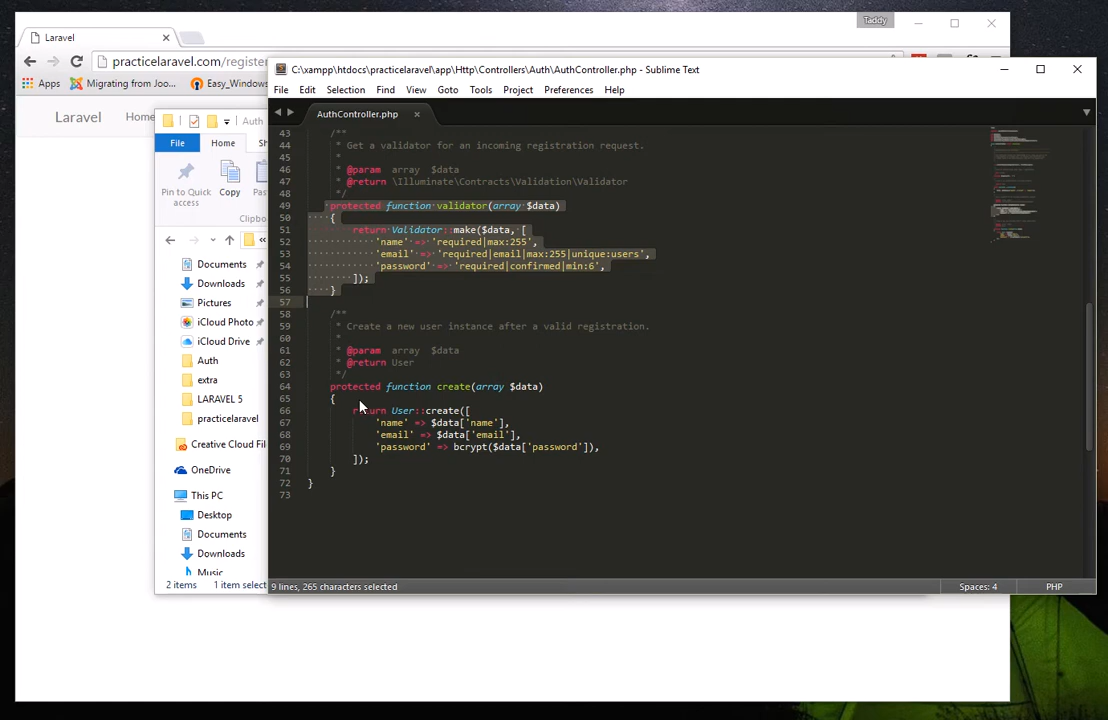 Taddy
Laravel
practicelaravel.com/register
Apps
Migrating from Joo...
Easy_Windows
Laravel
Home
Auth
File
Home
Sh
Pin to Quick
access
Copy
Clipbo
Documents
Downloads
Pictures
iCloud Photo
iCloud Drive
Auth
extra
LARAVEL 5
practicelaravel
Creative Cloud Fil
OneDrive
This PC
Desktop
Documents
Downloads
Music
2 items
1 item select
C:\xampp\htdocs\practicelaravel\app\Http\Controllers\Auth\AuthController.php - Sublime Text
File Edit Selection Find View Goto Tools Project Preferences Help
AuthController.php
43 /**
44 * Get a validator for an incoming registration request.
45 *
46 * @param array $data
47 * @return \Illuminate\Contracts\Validation\Validator
48 */
49 protected function validator(array $data)
50 {
51 return Validator::make($data, [
52 'name' => 'required|max:255',
53 'email' => 'required|email|max:255|unique:users',
54 'password' => 'required|confirmed|min:6',
55 ]);
56 }
57
58 /**
59 * Create a new user instance after a valid registration.
60 *
61 * @param array $data
62 * @return User
63 */
64 protected function create(array $data)
65 {
66 return User::create([
67 'name' => $data['name'],
68 'email' => $data['email'],
69 'password' => bcrypt($data['password']),
70 ]);
71 }
72 }
73
9 lines, 265 characters selected
Spaces: 4
PHP